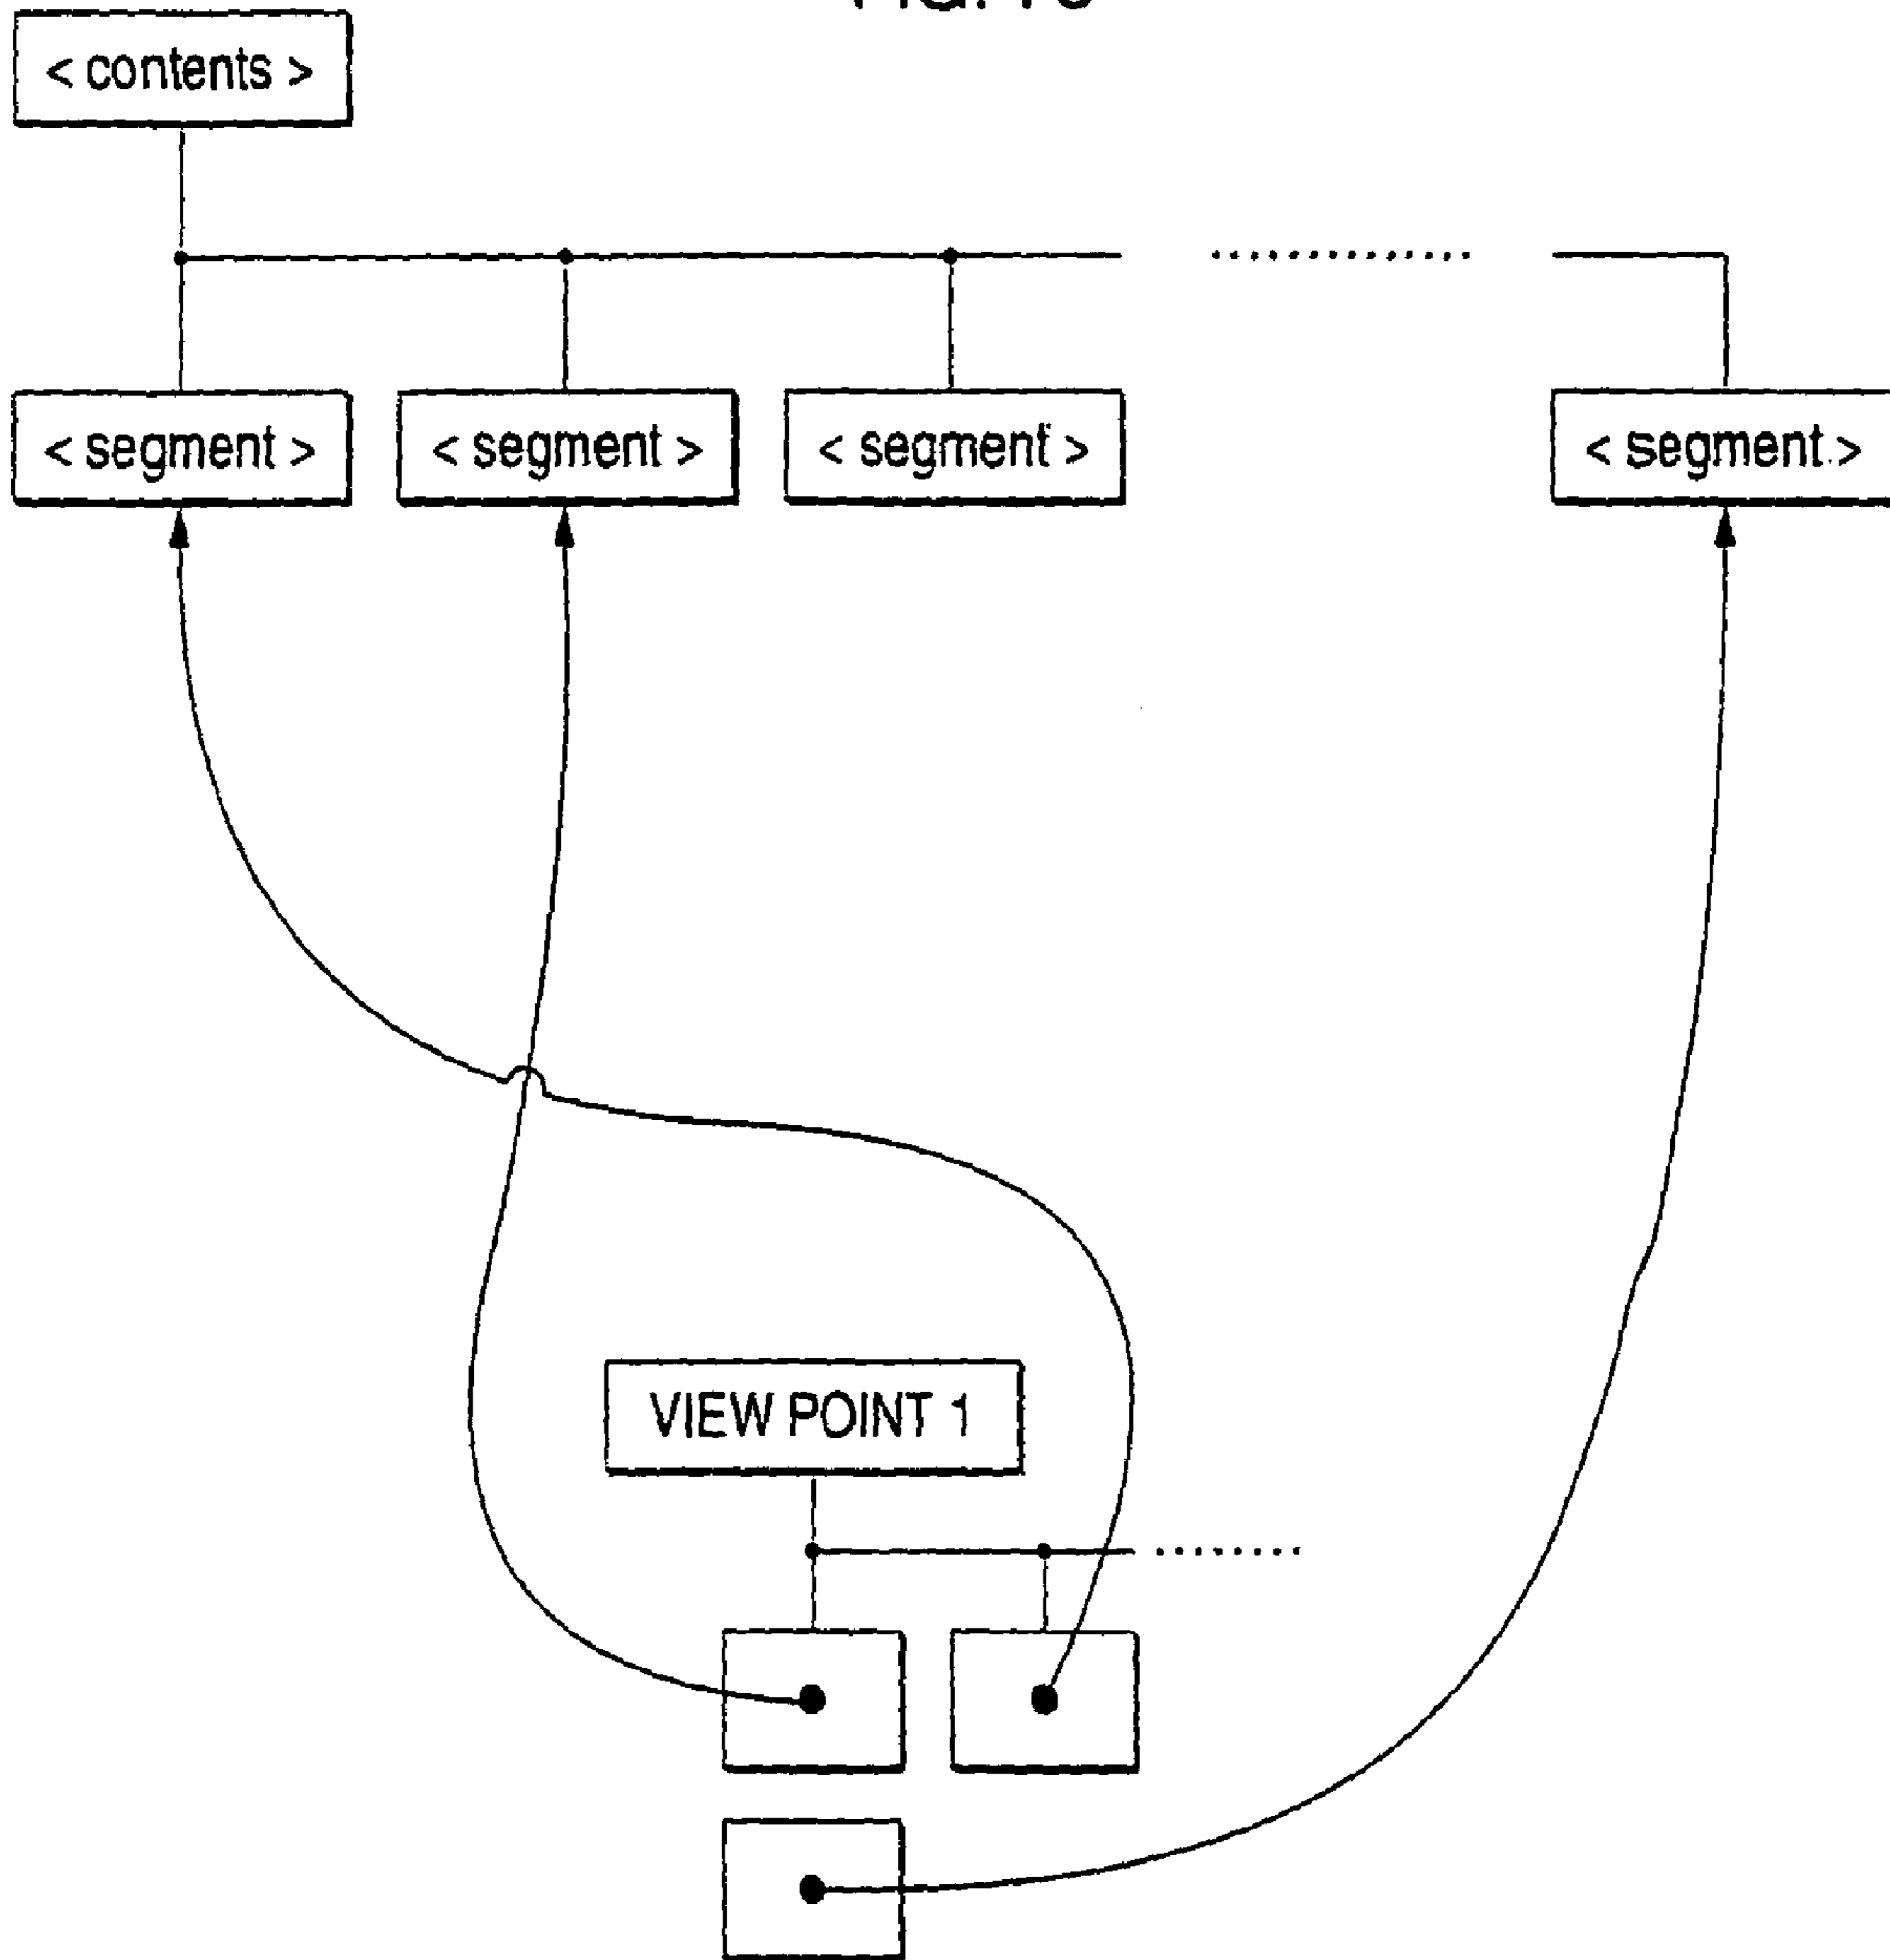 < contents >
< segment > < segment > < segment > < segment >
VIEW POINT 1